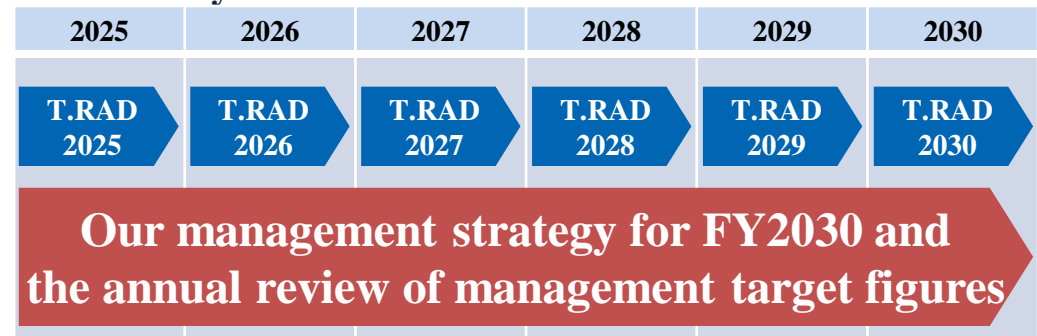 2025 2026 2027 2028 2029 2030
T.RAD T.RAD T.RAD T.RAD T.RAD T.RAD
2025 2026 2027 2028 2029 2030
Our management strategy for FY2030 and
the annual review of management target figures